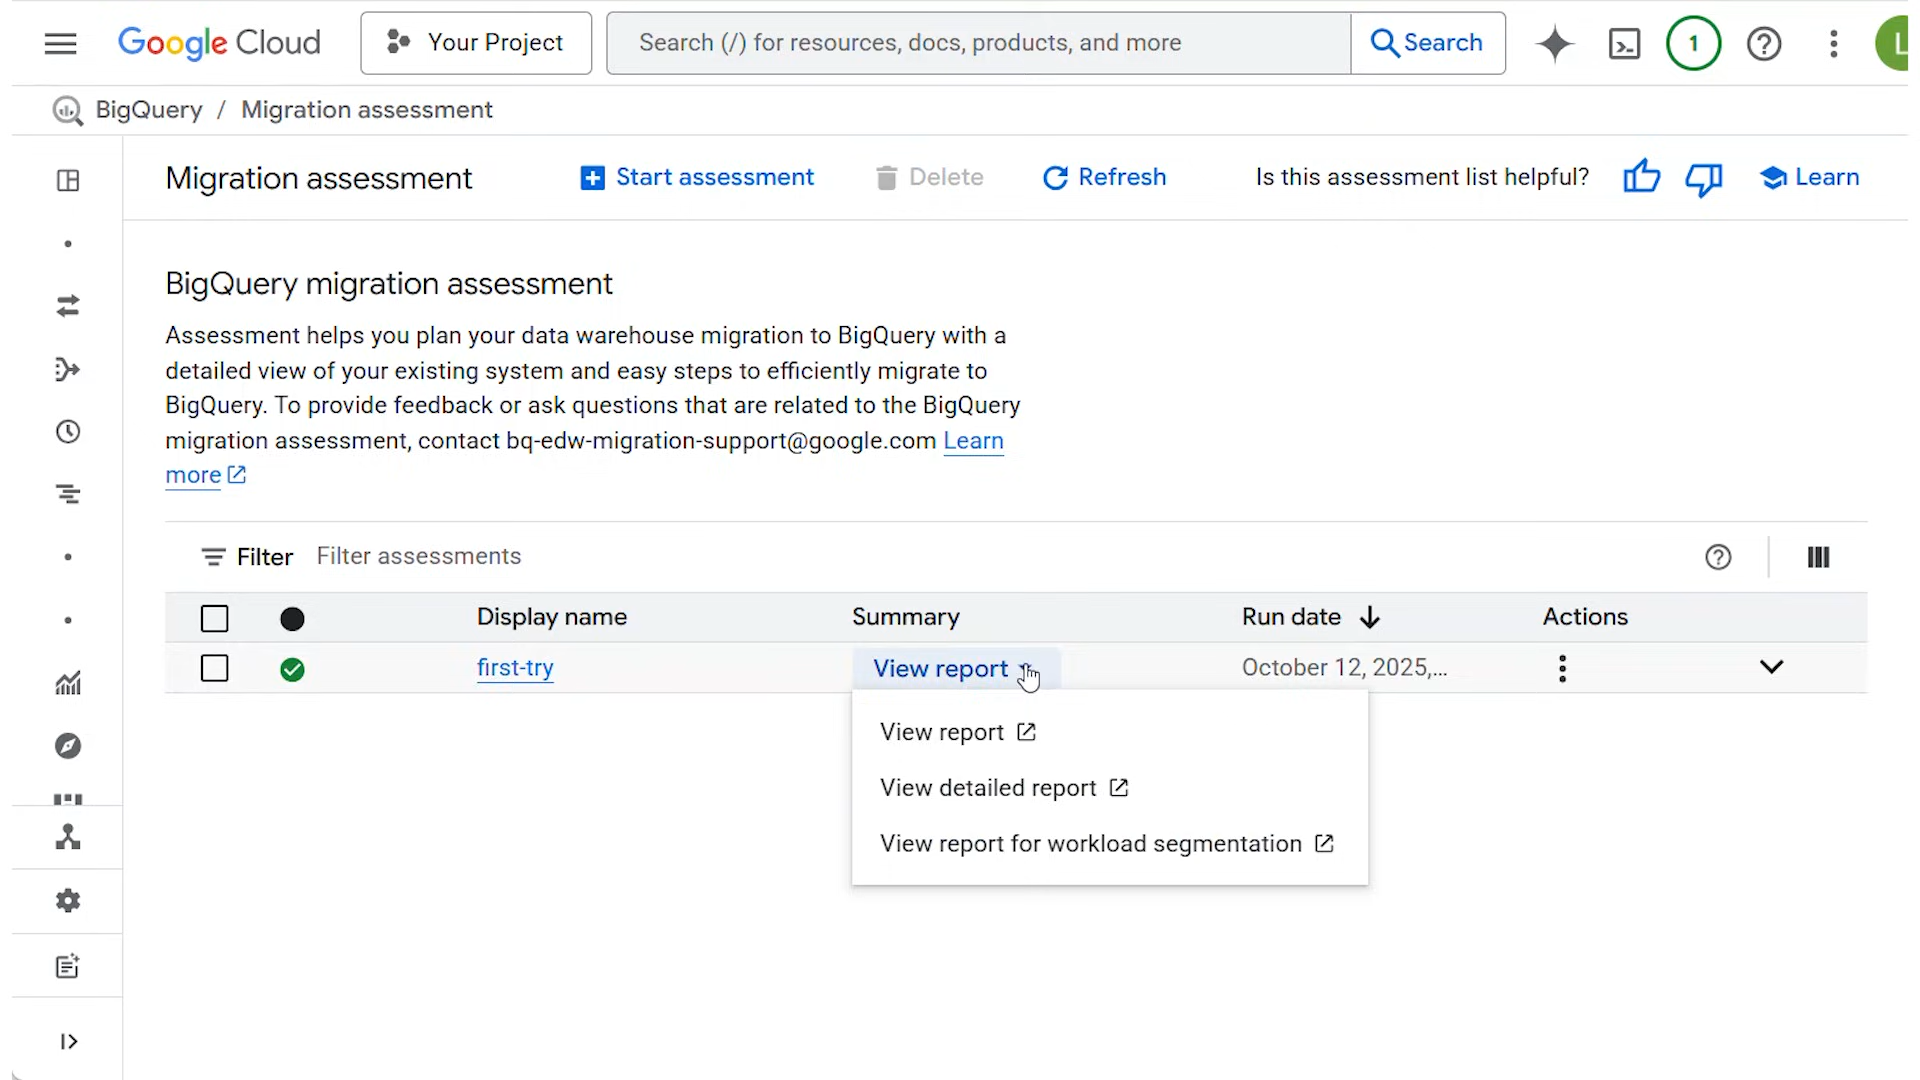 Google Cloud
Your Project
Search (/) for resources, docs, products, and more
Search
1
L
BigQuery / Migration assessment
Migration assessment
Start assessment
Delete
Refresh
Is this assessment list helpful?
Learn
BigQuery migration assessment
Assessment helps you plan your data warehouse migration to BigQuery with a
detailed view of your existing system and easy steps to efficiently migrate to
BigQuery. To provide feedback or ask questions that are related to the BigQuery
migration assessment, contact bq-edw-migration-support@google.com Learn
more
Filter Filter assessments
Display name Summary Run date Actions
first-try View report October 12, 2025,...
View report
View detailed report
View report for workload segmentation